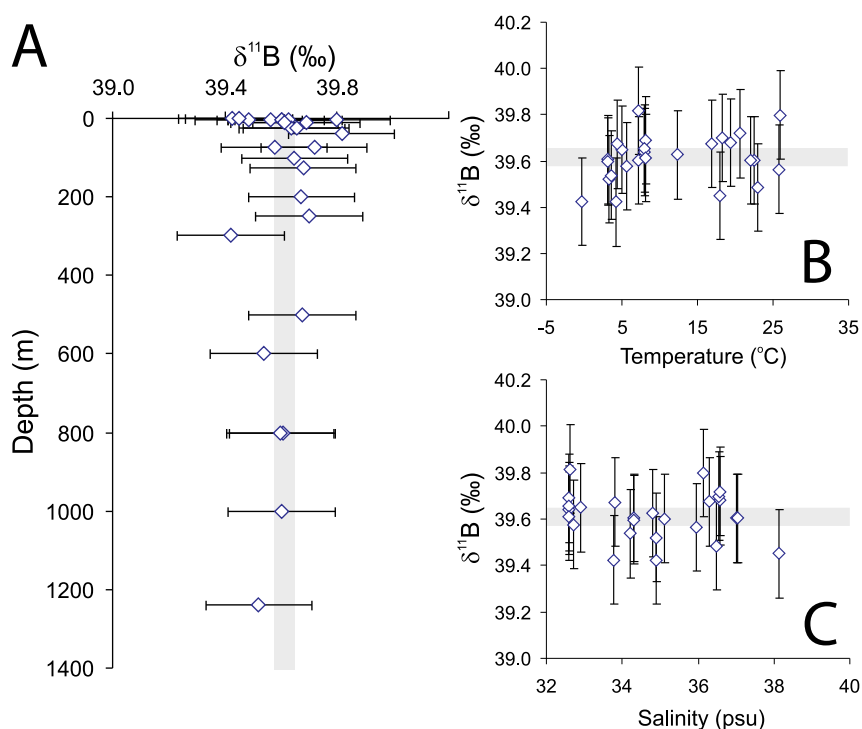 A
δ¹¹B (‰)
39.0 39.4 39.8
0
200
400
600
800
1000
1200
1400
Depth (m)
40.2
40.0
39.8
39.6
39.4
39.2
39.0
δ¹¹B (‰)
B
-5 5 15 25 35
Temperature (°C)
40.2
40.0
39.8
39.6
39.4
39.2
39.0
δ¹¹B (‰)
C
32 34 36 38 40
Salinity (psu)